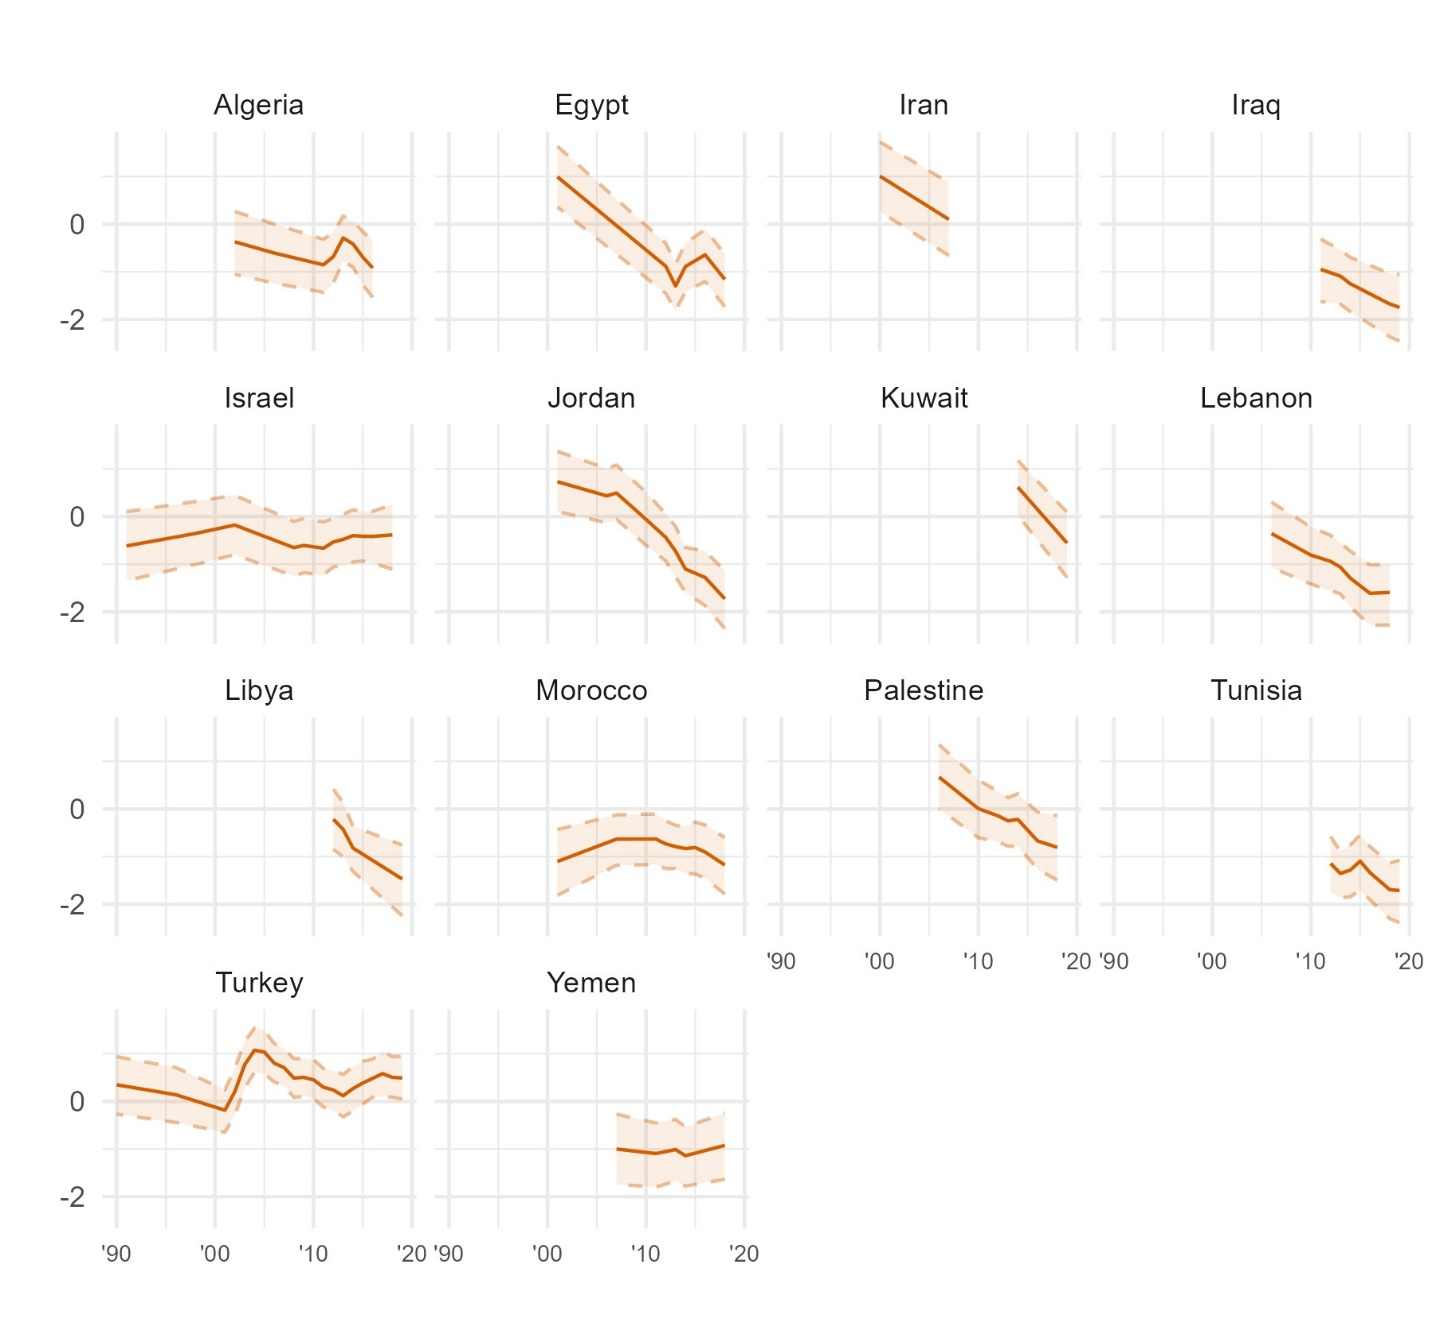 Algeria Egypt Iran Iraq
0
-2
Israel Jordan Kuwait Lebanon
0
-2
Libya Morocco Palestine Tunisia
0
-2
'90 '00 '10 '20 '90 '00 '10 '20
Turkey Yemen
0
-2
'90 '00 '10 '20 '90 '00 '10 '20